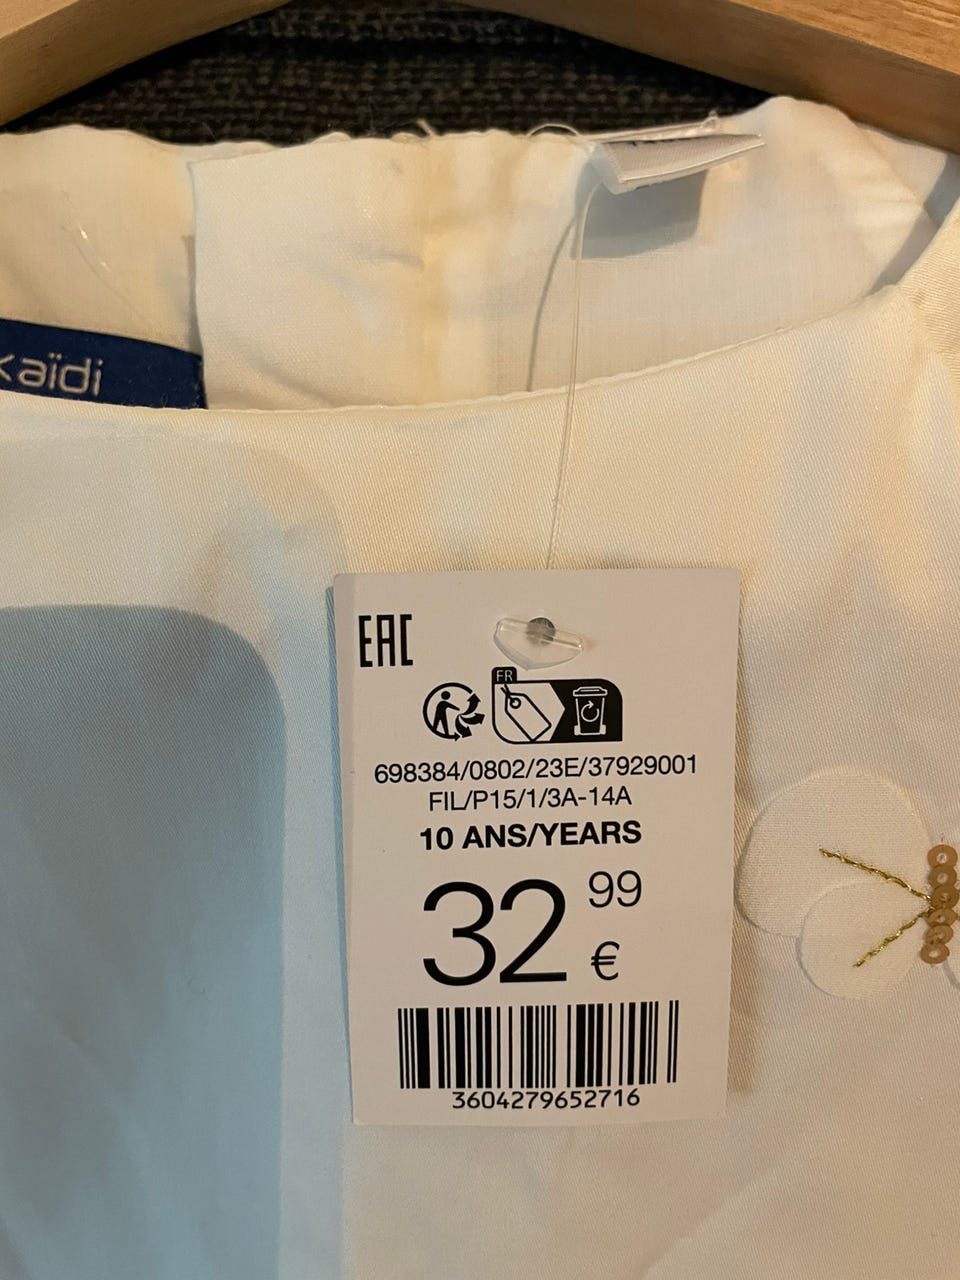 kaïdi
EAC
FR
698384/0802/23E/37929001
FIL/P15/1/3A-14A
10 ANS/YEARS
32 99
€
3604279652716